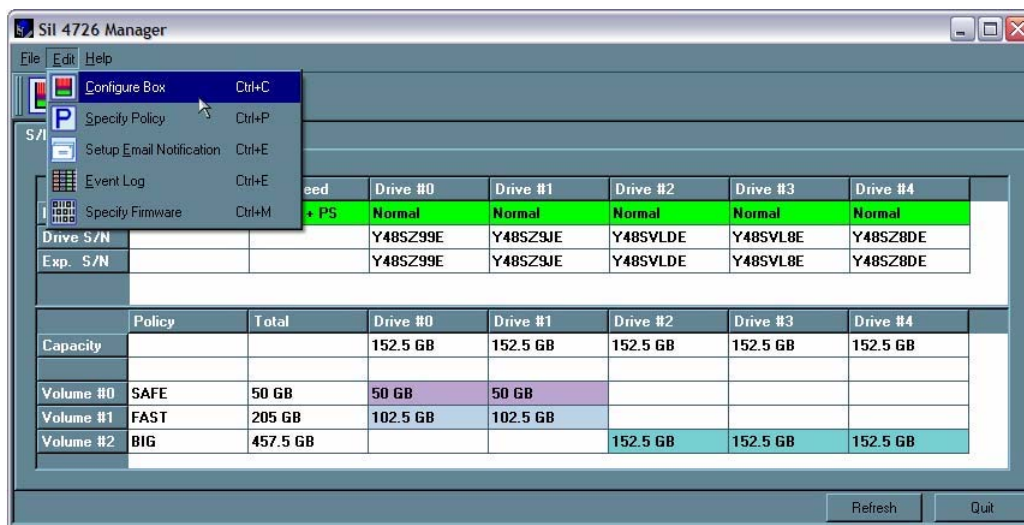 SiI 4726 Manager
File Edit Help
Configure Box Ctrl+C
Specify Policy Ctrl+P
Setup Email Notification Ctrl+E
Event Log Ctrl+E
Specify Firmware Ctrl+M
Drive #0 Drive #1 Drive #2 Drive #3 Drive #4
+ PS Normal Normal Normal Normal Normal
Drive S/N Y48SZ99E Y48SZ9JE Y48SVLDE Y48SVL8E Y48SZ8DE
Exp. S/N Y48SZ99E Y48SZ9JE Y48SVLDE Y48SVL8E Y48SZ8DE
Policy Total Drive #0 Drive #1 Drive #2 Drive #3 Drive #4
Capacity 152.5 GB 152.5 GB 152.5 GB 152.5 GB 152.5 GB
Volume #0 SAFE 50 GB 50 GB 50 GB
Volume #1 FAST 205 GB 102.5 GB 102.5 GB
Volume #2 BIG 457.5 GB 152.5 GB 152.5 GB 152.5 GB
Refresh Quit